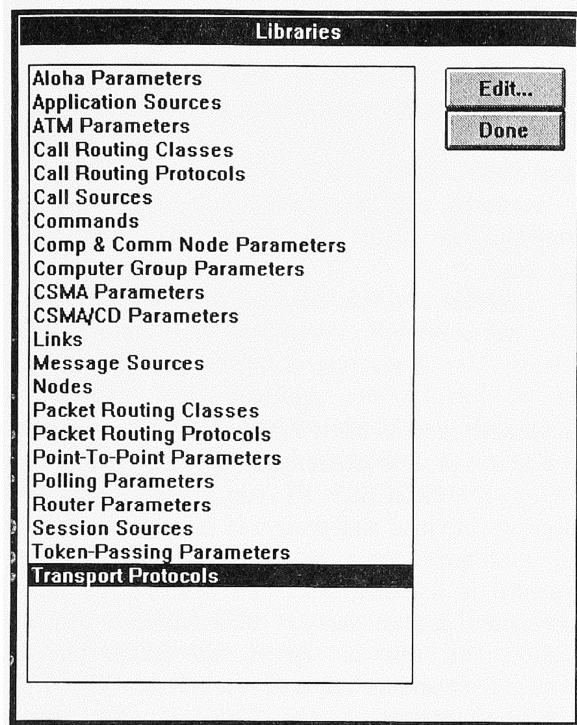 Libraries
Aloha Parameters
Application Sources
ATM Parameters
Call Routing Classes
Call Routing Protocols
Call Sources
Commands
Comp & Comm Node Parameters
Computer Group Parameters
CSMA Parameters
CSMA/CD Parameters
Links
Message Sources
Nodes
Packet Routing Classes
Packet Routing Protocols
Point-To-Point Parameters
Polling Parameters
Router Parameters
Session Sources
Token-Passing Parameters
Transport Protocols
Edit...
Done